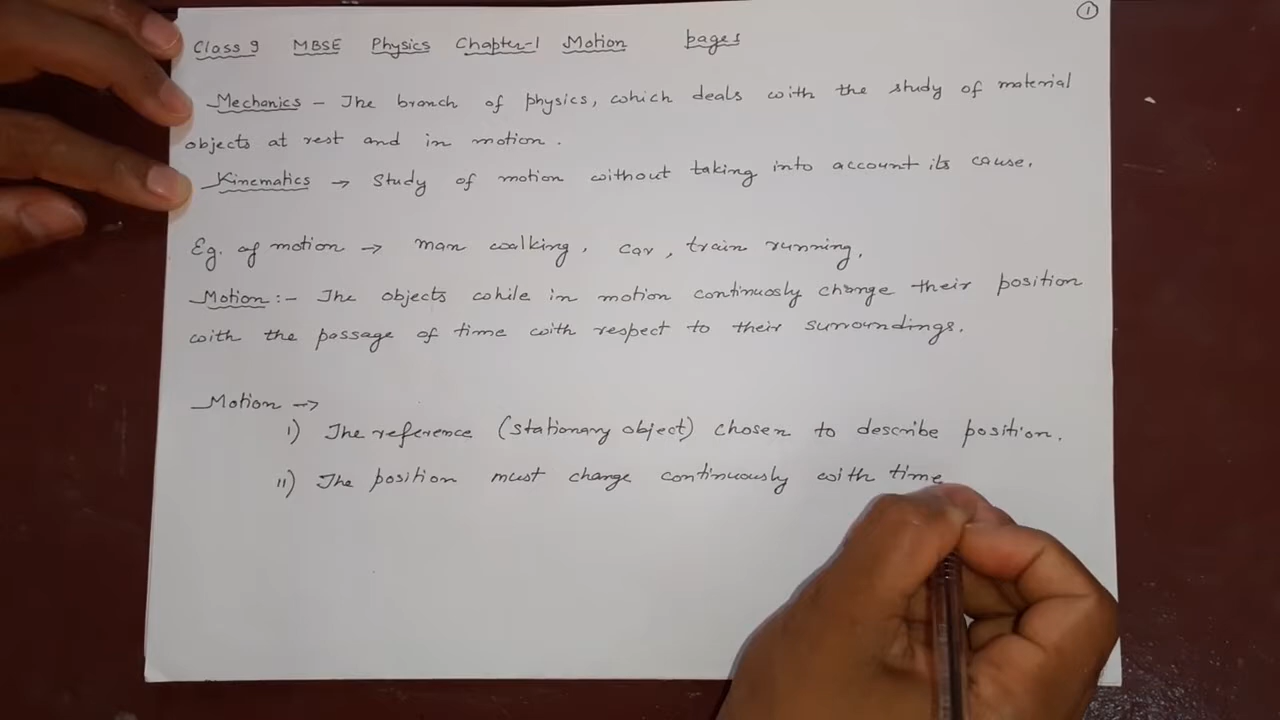 ①
Class 9 MBSE Physics Chapter-1 Motion pages
Mechanics - The branch of physics, which deals with the study of material
objects at rest and in motion.
Kinematics → Study of motion without taking into account its cause.
Eg. of motion → man walking, car, train running.
Motion :- The objects while in motion continuosly change their position
with the passage of time with respect to their surroundings.
Motion →
i) The reference (stationary object) chosen to describe position.
ii) The position must change continuously with time